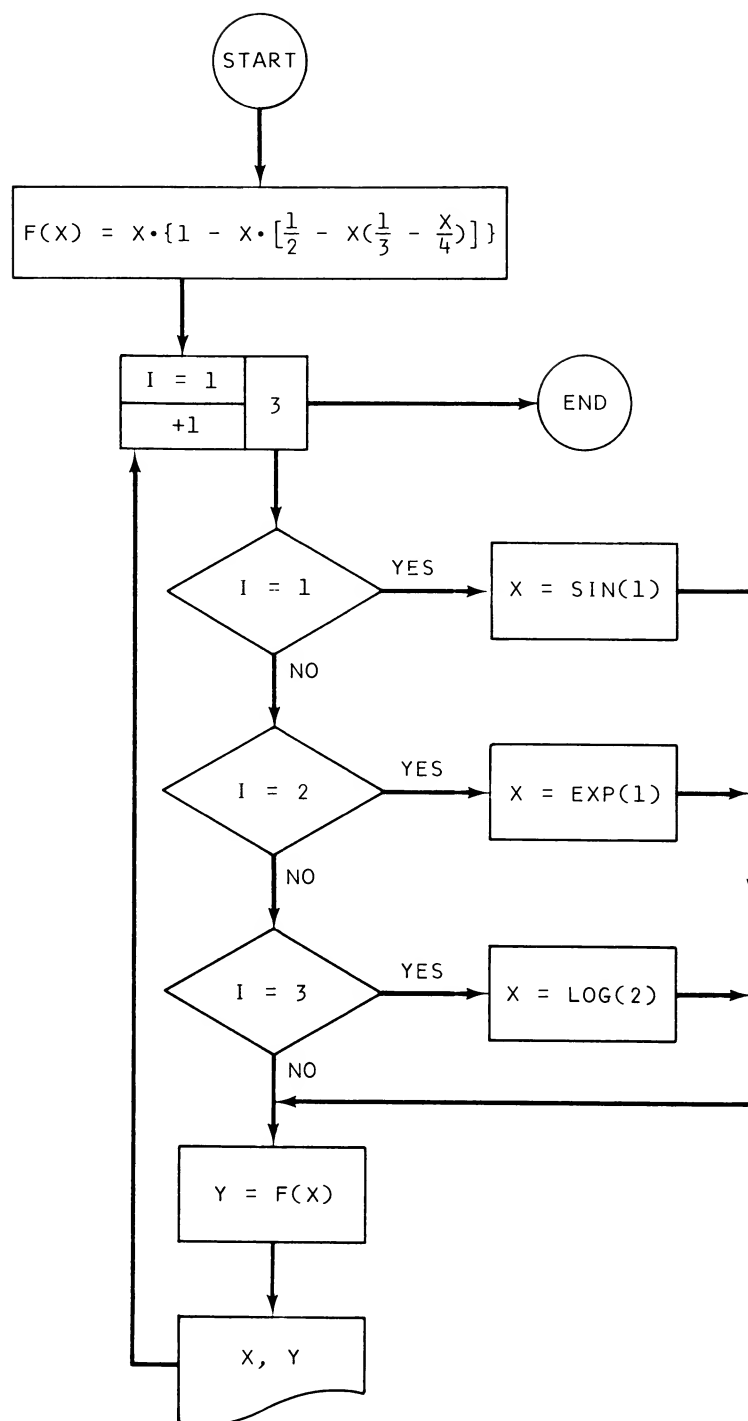 START
F(X) = X·{1 - X·[1/2 - X(1/3 - X/4)]}
I = 1
+1
3
END
I = 1
YES
X = SIN(1)
NO
I = 2
YES
X = EXP(1)
NO
I = 3
YES
X = LOG(2)
NO
Y = F(X)
X, Y